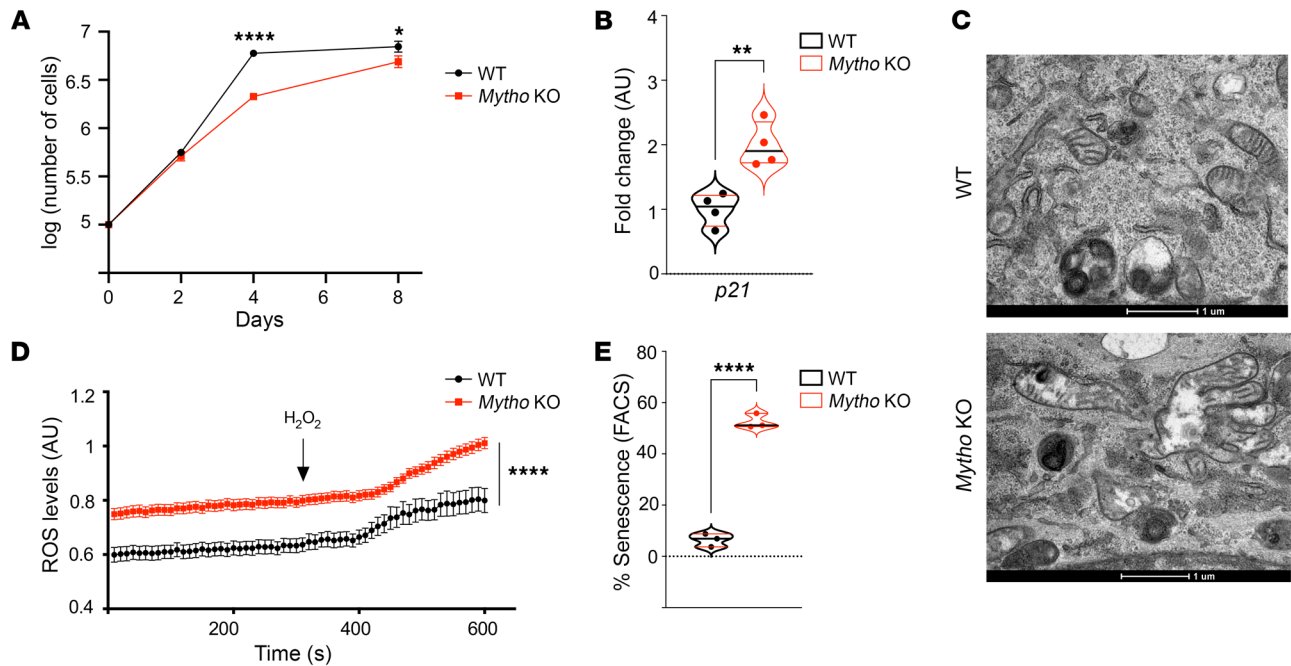 A
log (number of cells)
7
6.5
6
5.5
5
0 2 4 6 8
Days
**** *
WT
Mytho KO
B
Fold change (AU)
4
3
2
1
0
**
p21
WT
Mytho KO
C
WT
1 um
Mytho KO
1 um
D
ROS levels (AU)
1.2
1
0.8
0.6
0.4
200 400 600
Time (s)
H₂O₂
WT
Mytho KO
****
E
% Senescence (FACS)
80
60
40
20
0
****
WT
Mytho KO